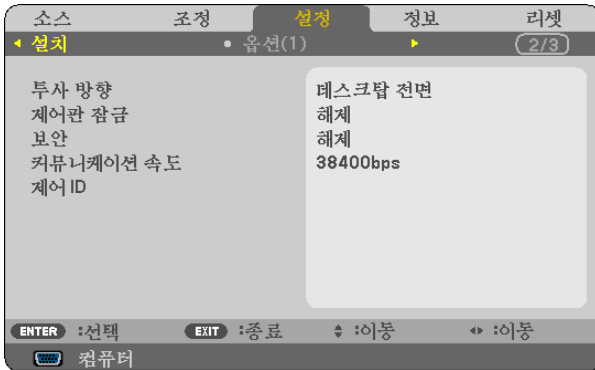 소스 조정 설정 정보 리셋
설치 옵션(1) 2/3
투사 방향 데스크탑 전면
제어판 잠금 해제
보안 해제
커뮤니케이션 속도 38400bps
제어 ID
ENTER :선택 EXIT :종료 :이동 :이동
컴퓨터